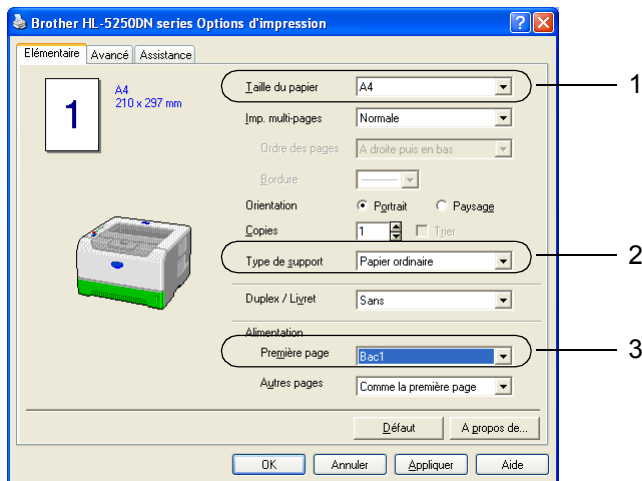 Brother HL-5250DN series Options d'impression
Elémentaire Avancé Assistance
1
A4
210 x 297 mm
Taille du papier A4 1
Imp. multi-pages Normale
Ordre des pages A droite puis en bas
Bordure
Orientation Portrait Paysage
Copies 1 Trier
Type de support Papier ordinaire 2
Duplex / Livret Sans
Alimentation
Première page Bac1 3
Autres pages Comme la première page
Défaut A propos de...
OK Annuler Appliquer Aide